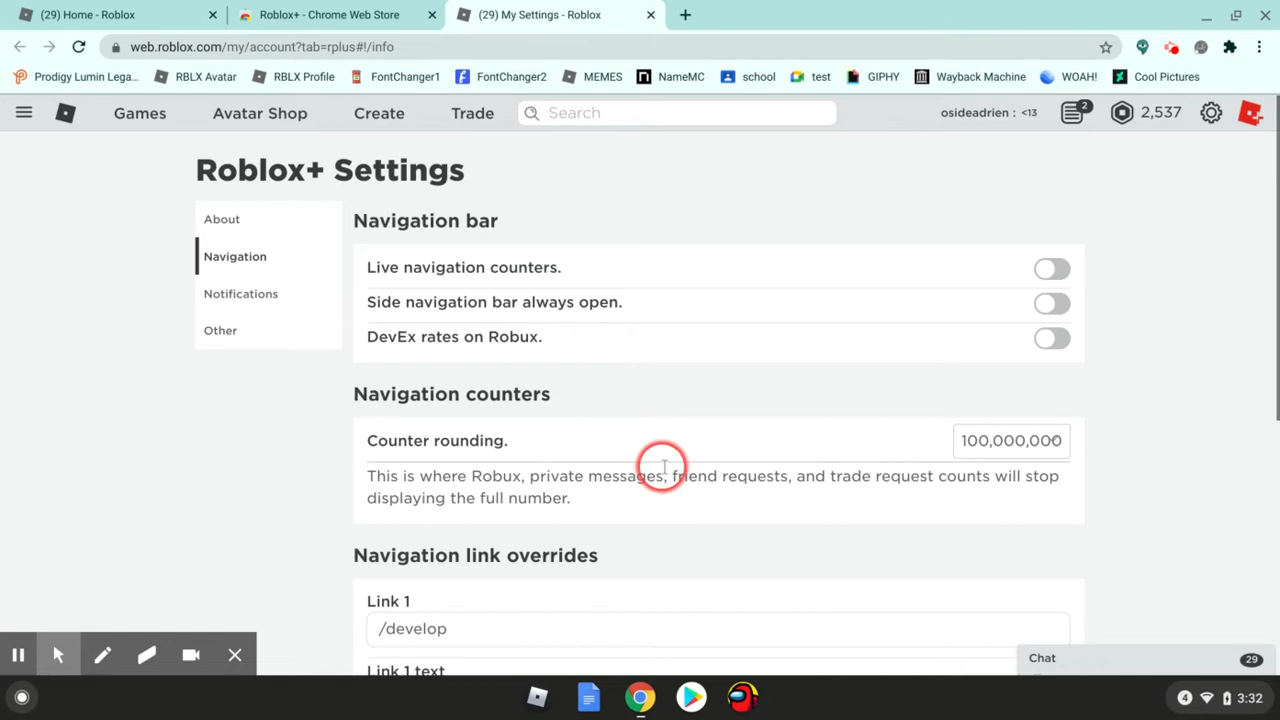 (29) Home - Roblox
Roblox+ - Chrome Web Store
(29) My Settings - Roblox
web.roblox.com/my/account?tab=rplus#!/info
Prodigy Lumin Lega...
RBLX Avatar
RBLX Profile
FontChanger1
FontChanger2
MEMES
NameMC
school
test
GIPHY
Wayback Machine
WOAH!
Cool Pictures
Games
Avatar Shop
Create
Trade
Search
osideadrien : <13
2
2,537
Roblox+ Settings
About
Navigation
Notifications
Other
Navigation bar
Live navigation counters.
Side navigation bar always open.
DevEx rates on Robux.
Navigation counters
Counter rounding.
100,000,000
This is where Robux, private messages, friend requests, and trade request counts will stop
displaying the full number.
Navigation link overrides
Link 1
/develop
Link 1 text
Chat
29
4
3:32